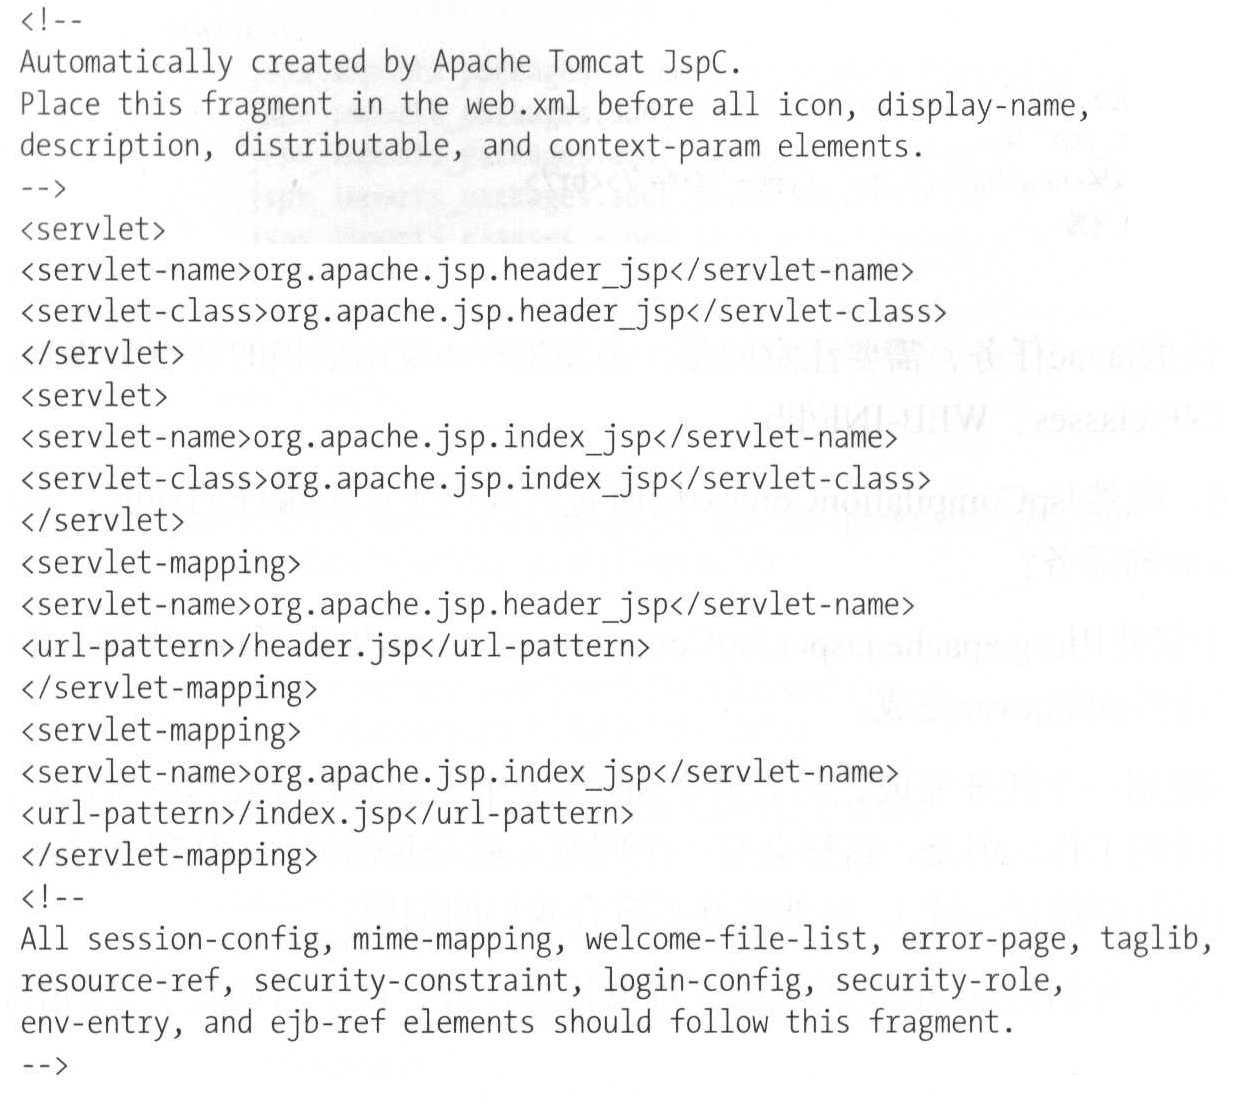 <!--
Automatically created by Apache Tomcat JspC.
Place this fragment in the web.xml before all icon, display-name,
description, distributable, and context-param elements.
-->
<servlet>
<servlet-name>org.apache.jsp.header_jsp</servlet-name>
<servlet-class>org.apache.jsp.header_jsp</servlet-class>
</servlet>
<servlet>
<servlet-name>org.apache.jsp.index_jsp</servlet-name>
<servlet-class>org.apache.jsp.index_jsp</servlet-class>
</servlet>
<servlet-mapping>
<servlet-name>org.apache.jsp.header_jsp</servlet-name>
<url-pattern>/header.jsp</url-pattern>
</servlet-mapping>
<servlet-mapping>
<servlet-name>org.apache.jsp.index_jsp</servlet-name>
<url-pattern>/index.jsp</url-pattern>
</servlet-mapping>
<!--
All session-config, mime-mapping, welcome-file-list, error-page, taglib,
resource-ref, security-constraint, login-config, security-role,
env-entry, and ejb-ref elements should follow this fragment.
-->